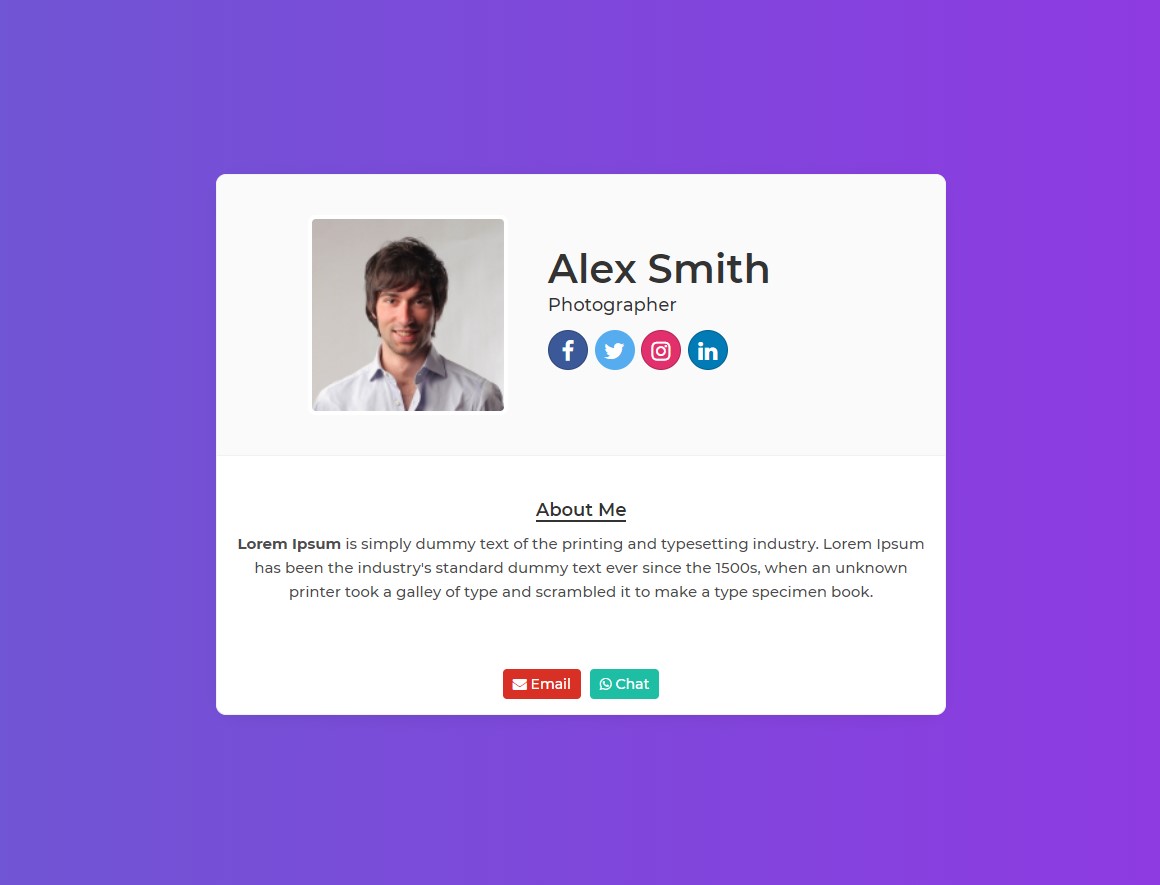 Alex Smith
Photographer
About Me
Lorem Ipsum is simply dummy text of the printing and typesetting industry. Lorem Ipsum
has been the industry's standard dummy text ever since the 1500s, when an unknown
printer took a galley of type and scrambled it to make a type specimen book.
Email Chat